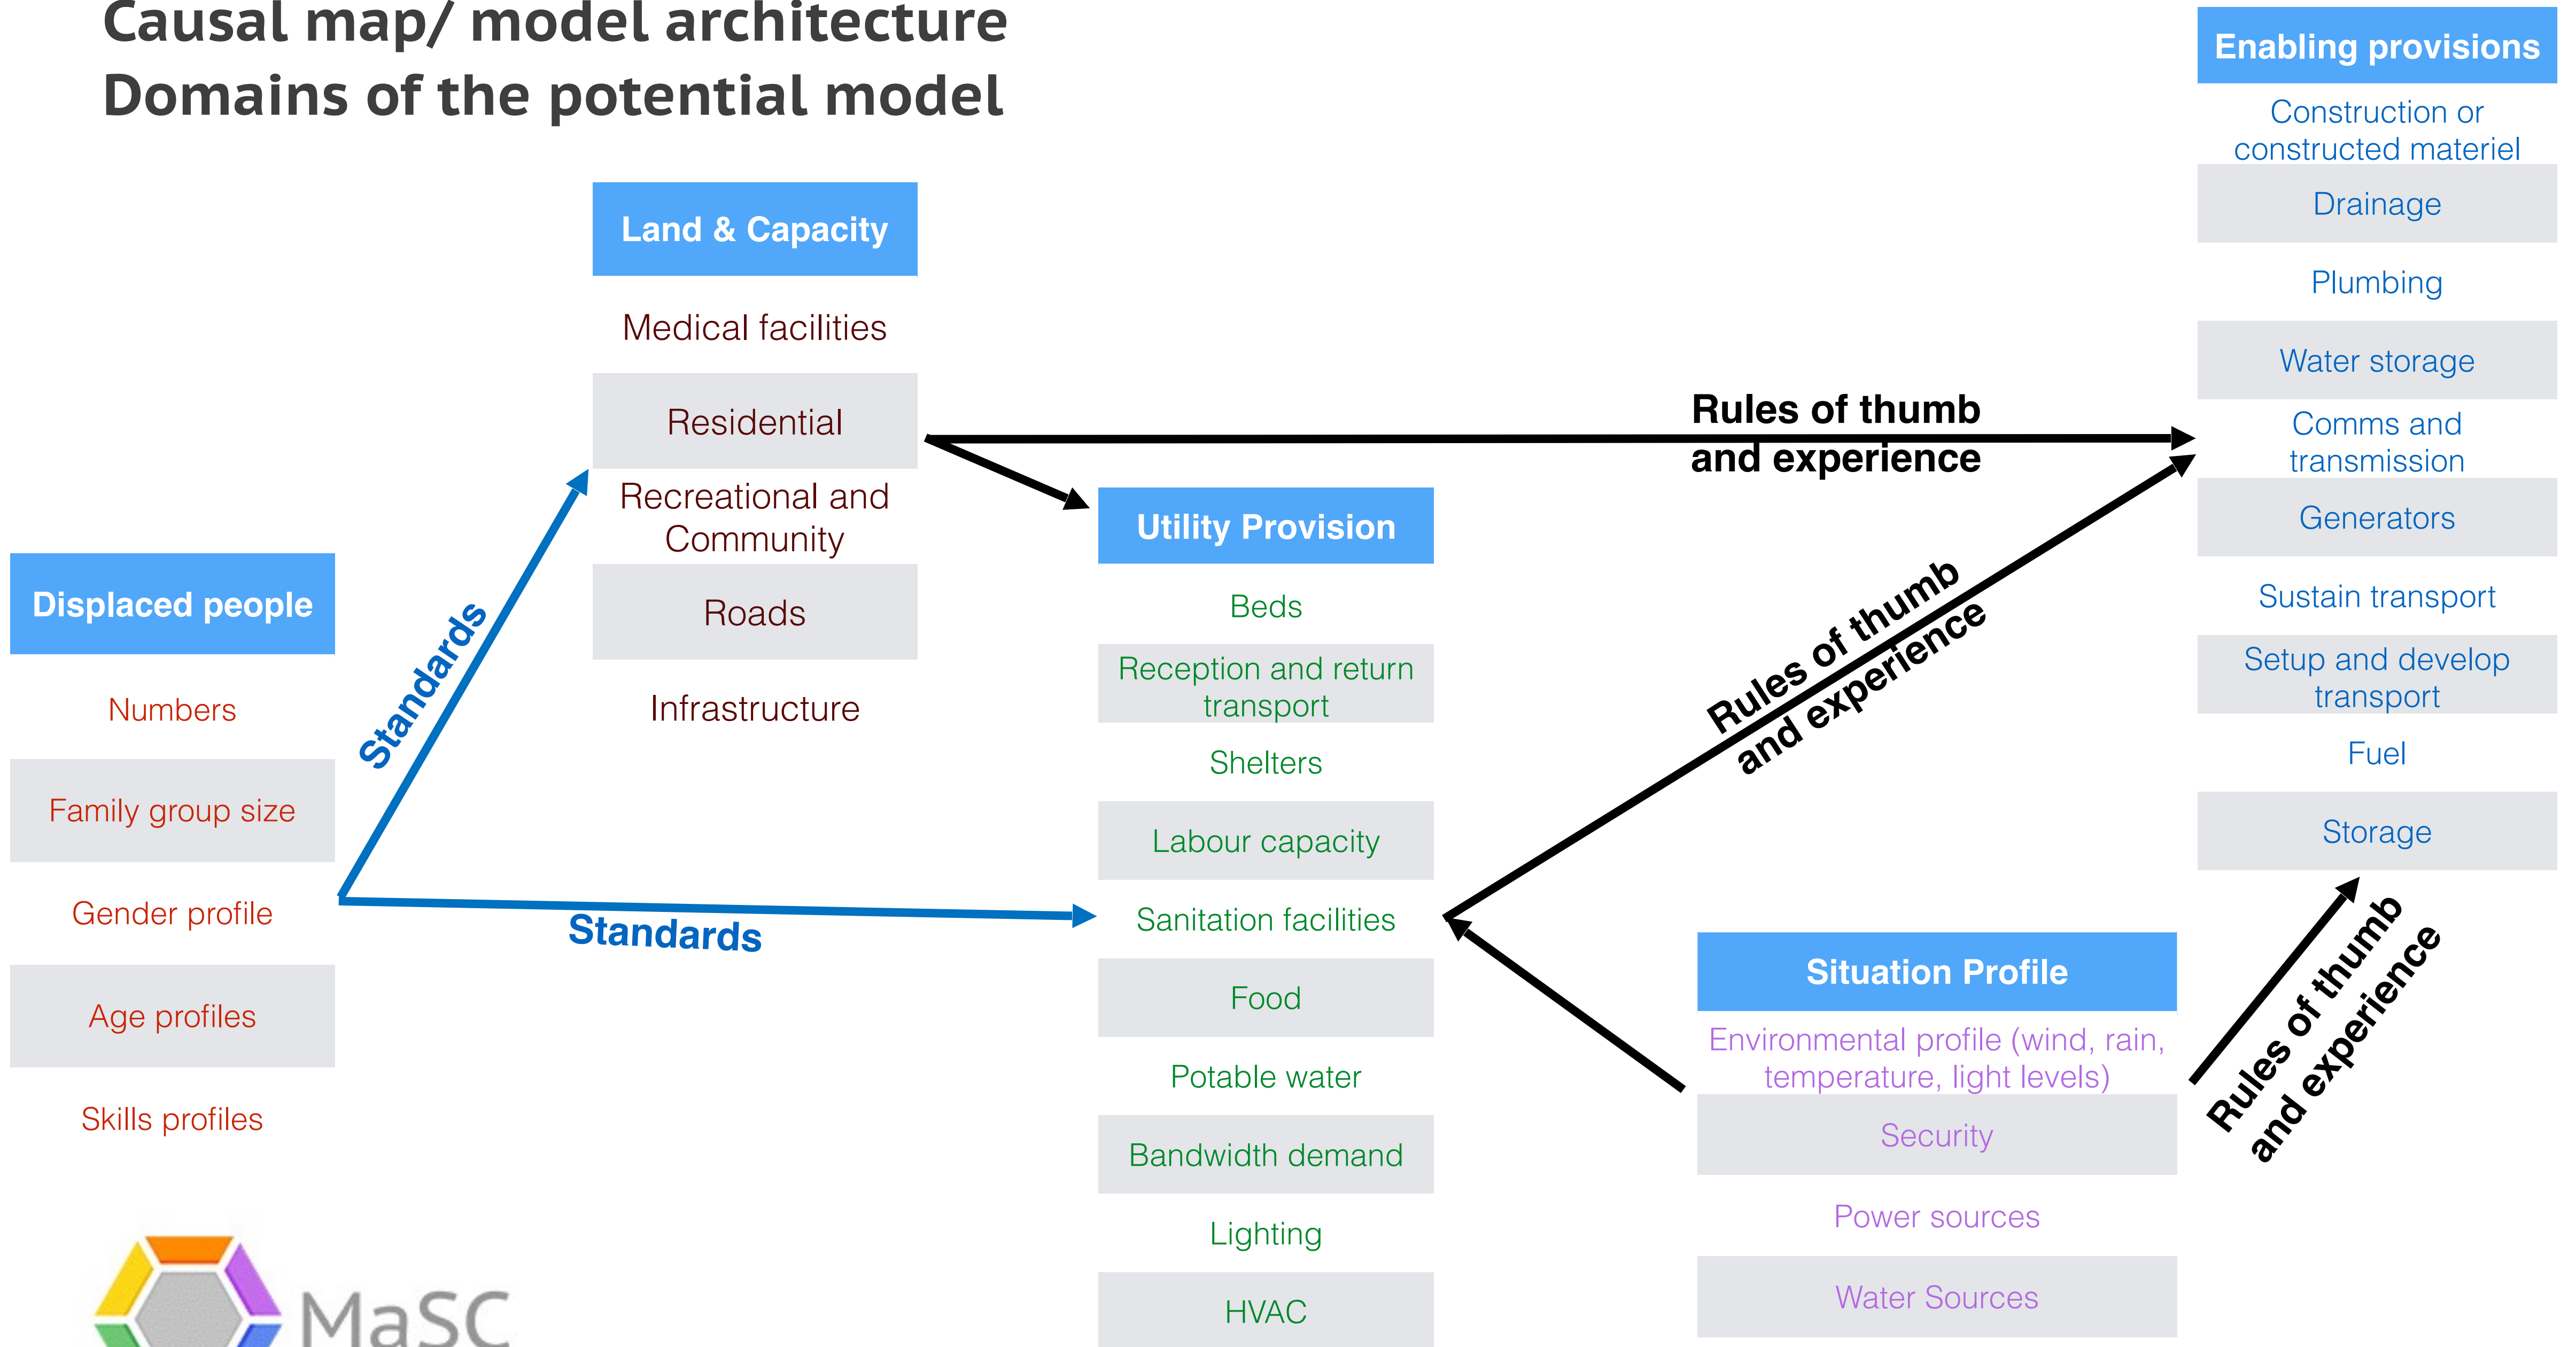 Causal map/ model architecture
Domains of the potential model
Displaced people
Numbers
Family group size
Gender profile
Age profiles
Skills profiles
Standards
Standards
Land & Capacity
Medical facilities
Residential
Recreational and
Community
Roads
Infrastructure
Utility Provision
Beds
Reception and return
transport
Shelters
Labour capacity
Sanitation facilities
Food
Potable water
Bandwidth demand
Lighting
HVAC
Rules of thumb
and experience
Rules of thumb
and experience
Situation Profile
Environmental profile (wind, rain,
temperature, light levels)
Security
Power sources
Water Sources
Rules of thumb
and experience
Enabling provisions
Construction or
constructed materiel
Drainage
Plumbing
Water storage
Comms and
transmission
Generators
Sustain transport
Setup and develop
transport
Fuel
Storage
MaSC